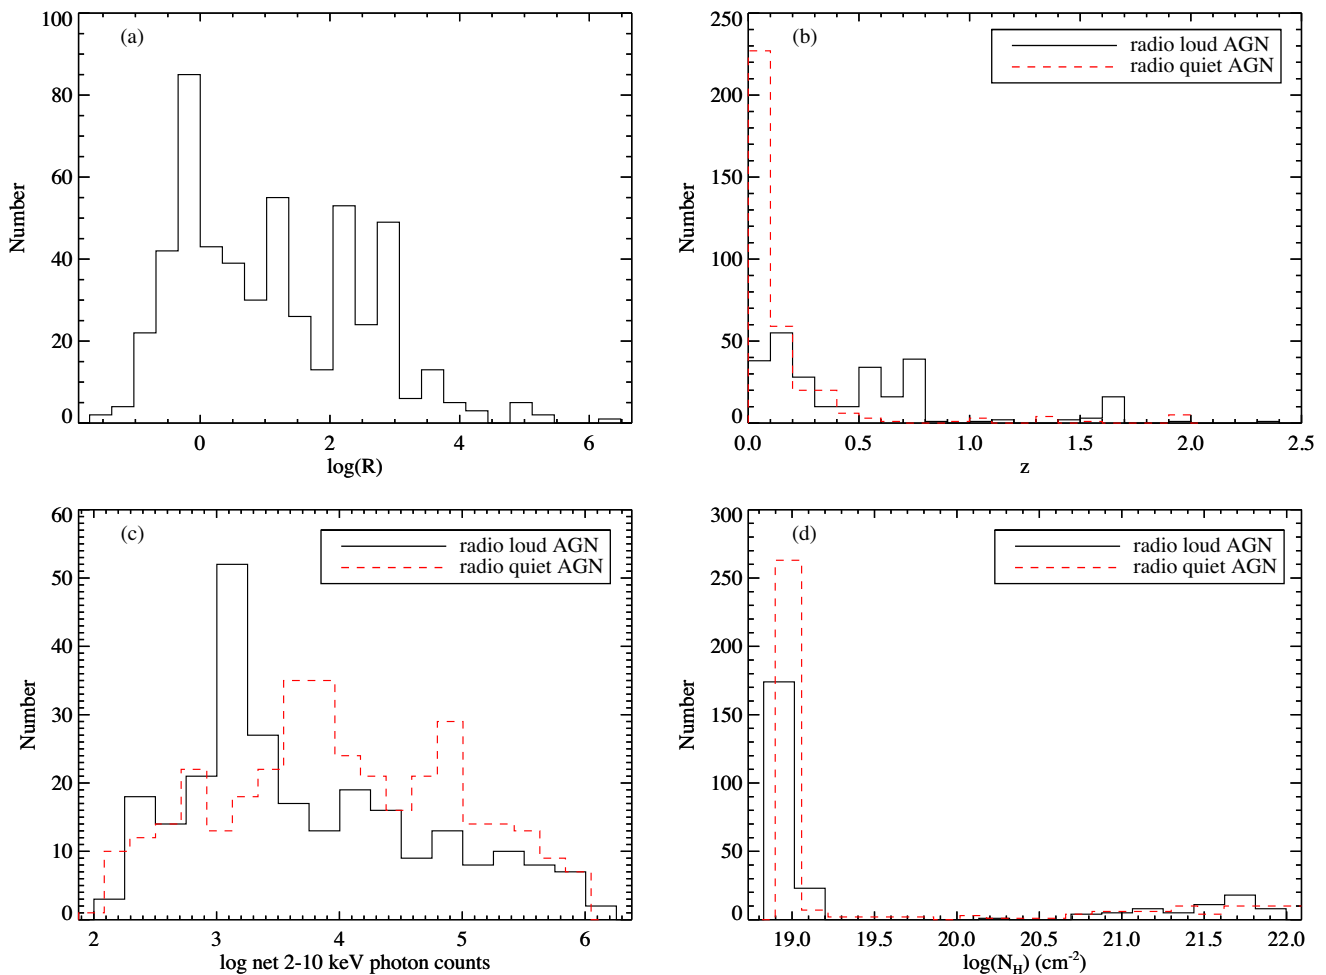 (a)
100
80
60
40
20
0
Number
0
2
4
6
log(R)
(b)
radio loud AGN
radio quiet AGN
250
200
150
100
50
0
Number
0.0
0.5
1.0
1.5
2.0
2.5
z
(c)
radio loud AGN
radio quiet AGN
60
50
40
30
20
10
0
Number
2
3
4
5
6
log net 2-10 keV photon counts
(d)
radio loud AGN
radio quiet AGN
300
250
200
150
100
50
0
Number
19.0
19.5
20.0
20.5
21.0
21.5
22.0
log(N_H) (cm⁻²)